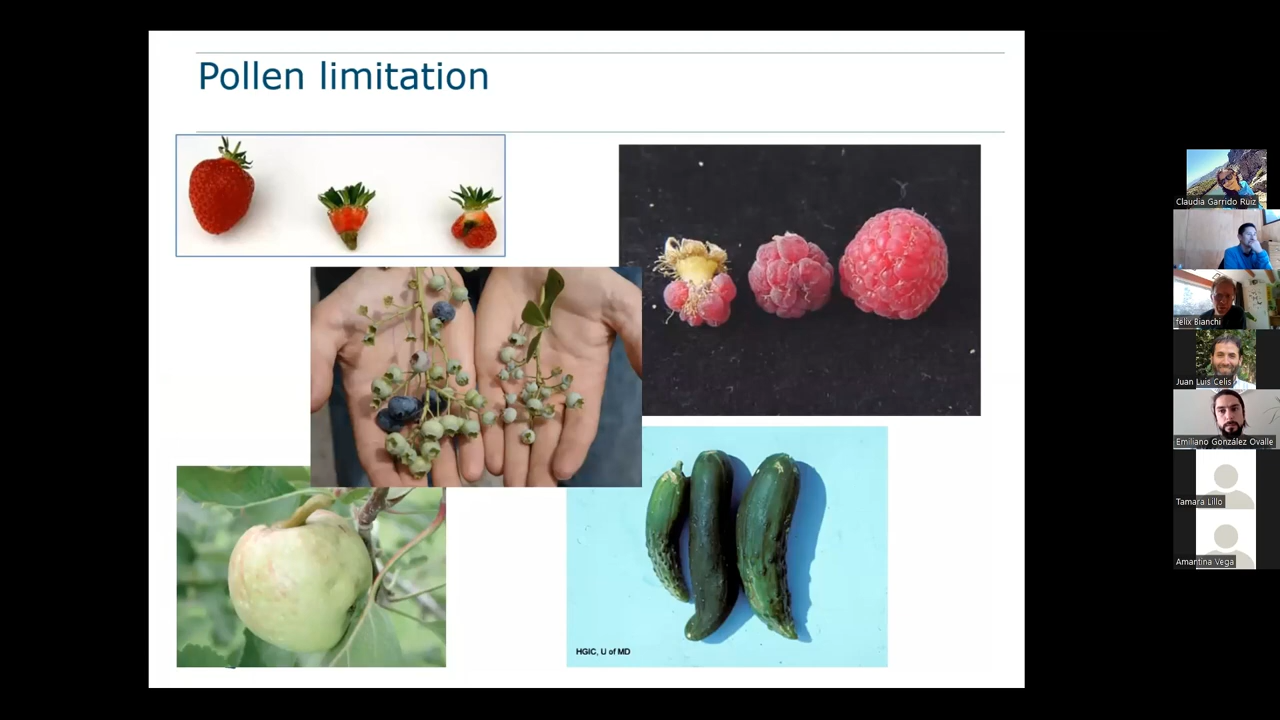 Pollen limitation
HGIC, U of MD
Claudia Garrido Ruiz
felix Bianchi
Juan Luis Celis
Emiliano González Ovalle
Tamara Lillo
Amantina Vega